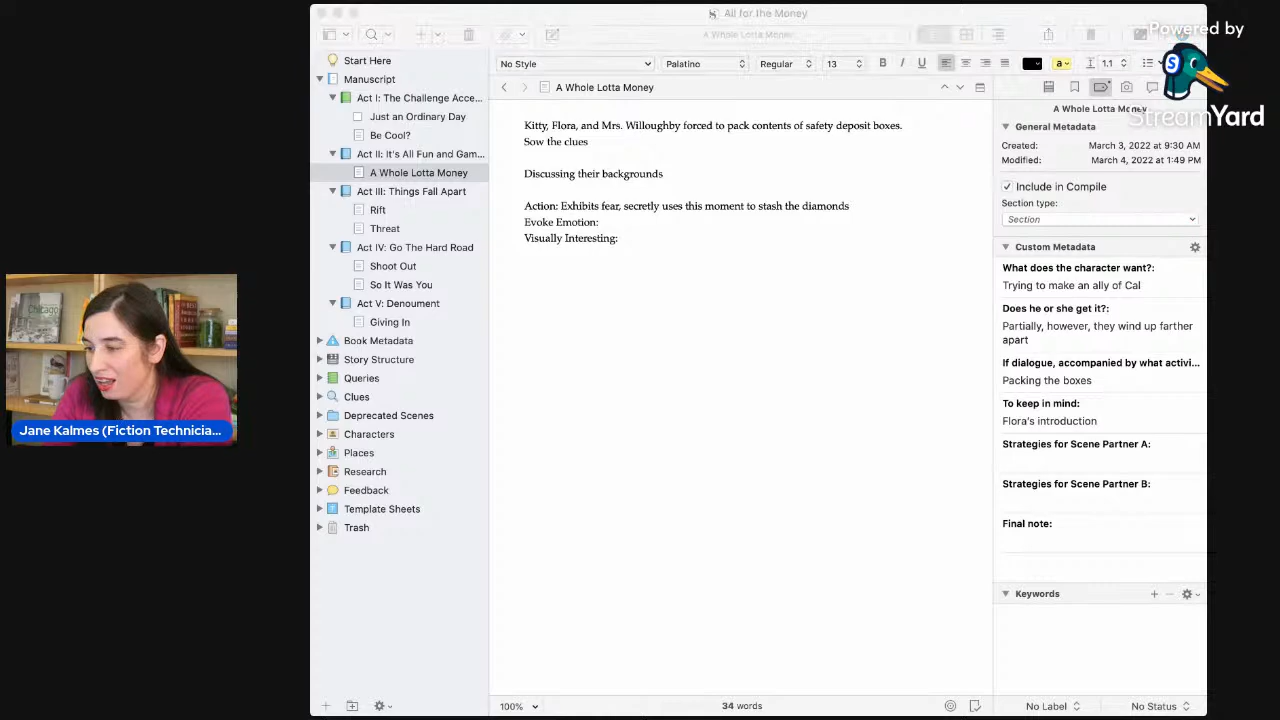 All for the Money
A Whole Lotta Money
Powered by
StreamYard
No Style
Palatino
Regular
13
B
I
U
a
1.1
A Whole Lotta Money
Start Here
Manuscript
Act I: The Challenge Acce...
Just an Ordinary Day
Be Cool?
Act II: It's All Fun and Gam...
A Whole Lotta Money
Act III: Things Fall Apart
Rift
Threat
Act IV: Go The Hard Road
Shoot Out
So It Was You
Act V: Denoument
Giving In
Book Metadata
Story Structure
Queries
Clues
Deprecated Scenes
Characters
Places
Research
Feedback
Template Sheets
Trash
Kitty, Flora, and Mrs. Willoughby forced to pack contents of safety deposit boxes.
Sow the clues
Discussing their backgrounds
Action: Exhibits fear, secretly uses this moment to stash the diamonds
Evoke Emotion:
Visually Interesting:
A Whole Lotta Money
General Metadata
Created: March 3, 2022 at 9:30 AM
Modified: March 4, 2022 at 1:49 PM
Include in Compile
Section type:
Section
Custom Metadata
What does the character want?:
Trying to make an ally of Cal
Does he or she get it?:
Partially, however, they wind up farther
apart
If dialogue, accompanied by what activi...
Packing the boxes
To keep in mind:
Flora's introduction
Strategies for Scene Partner A:
Strategies for Scene Partner B:
Final note:
Keywords
Chicago
Jane Kalmes (Fiction Technicia...
100%
34 words
No Label
No Status